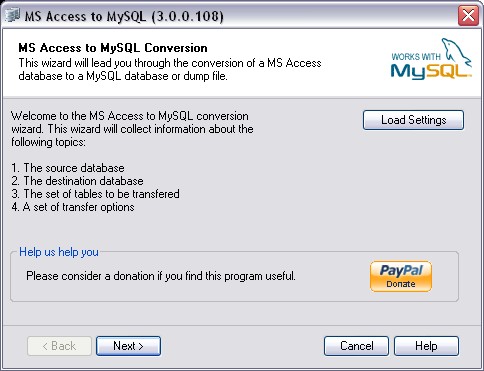 MS Access to MySQL (3.0.0.108)
MS Access to MySQL Conversion
This wizard will lead you through the conversion of a MS Access
database to a MySQL database or dump file.
WORKS WITH
MySQL
Welcome to the MS Access to MySQL conversion
wizard. This wizard will collect information about the
following topics:
Load Settings
1. The source database
2. The destination database
3. The set of tables to be transfered
4. A set of transfer options
Help us help you
Please consider a donation if you find this program useful.
PayPal
Donate
< Back
Next >
Cancel
Help